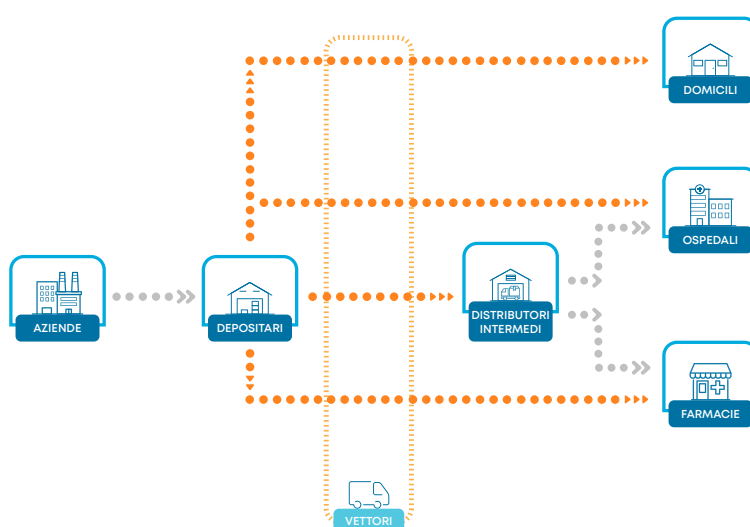 DOMICILI
OSPEDALI
AZIENDE
DEPOSITARI
DISTRIBUTORI
INTERMEDI
FARMACIE
VETTORI